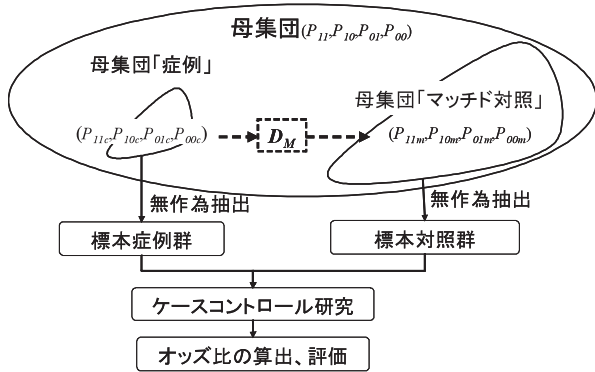 母集団(P11,P10,P01,P00)
母集団「症例」
母集団「マッチド対照」
(P11c,P10c,P01c,P00c)
DM
(P11m,P10m,P01m,P00m)
無作為抽出
無作為抽出
標本症例群
標本対照群
ケースコントロール研究
オッズ比の算出、評価